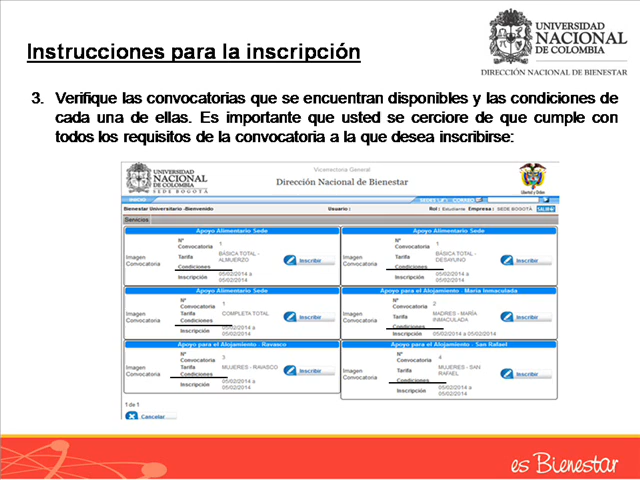 Instrucciones para la inscripción
UNIVERSIDAD
NACIONAL
DE COLOMBIA
DIRECCIÓN NACIONAL DE BIENESTAR
3. Verifique las convocatorias que se encuentran disponibles y las condiciones de
cada una de ellas. Es importante que usted se cerciore de que cumple con
todos los requisitos de la convocatoria a la que desea inscribirse:
UNIVERSIDAD
NACIONAL
DE COLOMBIA
SEDE BOGOTÁ
Vicerrectoría General
Dirección Nacional de Bienestar
Libertad y Orden
INICIO
Bienestar Universitario -Bienvenido
Usuario :
Rol : Estudiante Empresa : SEDE BOGOTÁ SALIR
Servicios
Apoyo Alimentario Sede
Imagen Convocatoria
Nº Convocatoria 1
Tarifa BÁSICA TOTAL - ALMUERZO
Condiciones
Inscripción 05/02/2014 a 05/02/2014
Inscribir
Apoyo Alimentario Sede
Imagen Convocatoria
Nº Convocatoria 1
Tarifa BÁSICA TOTAL - DESAYUNO
Condiciones
Inscripción 05/02/2014 a 05/02/2014
Inscribir
Apoyo Alimentario Sede
Imagen Convocatoria
Nº Convocatoria 1
Tarifa COMPLETA TOTAL
Condiciones
Inscripción 05/02/2014 a 05/02/2014
Inscribir
Apoyo para el Alojamiento - María Inmaculada
Imagen Convocatoria
Nº Convocatoria 2
Tarifa MADRES - MARÍA INMACULADA
Condiciones
Inscripción 05/02/2014 a 05/02/2014
Inscribir
Apoyo para el Alojamiento - Ravasco
Imagen Convocatoria
Nº Convocatoria 3
Tarifa MUJERES - RAVASCO
Condiciones
Inscripción 05/02/2014 a 05/02/2014
Inscribir
Apoyo para el Alojamiento - San Rafael
Imagen Convocatoria
Nº Convocatoria 4
Tarifa MUJERES - SAN RAFAEL
Condiciones
Inscripción 05/02/2014 a 05/02/2014
Inscribir
1 de 1
Cancelar
es Bienestar